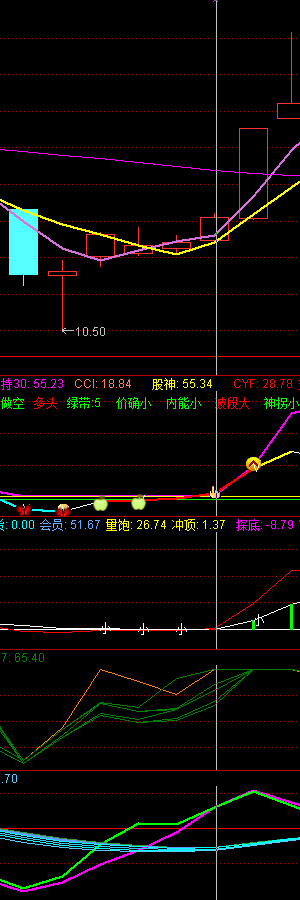 ←10.50
持30: 55.23 CCI: 18.84 股神: 55.34 CYF: 28.78
做空 多头 绿带:5 价确小 内能小 波段大 神拐小
: 0.00 会员: 51.67 量饱: 26.74 冲顶: 1.37 探底: -8.79
小 小 小 小
7: 65.40
.70